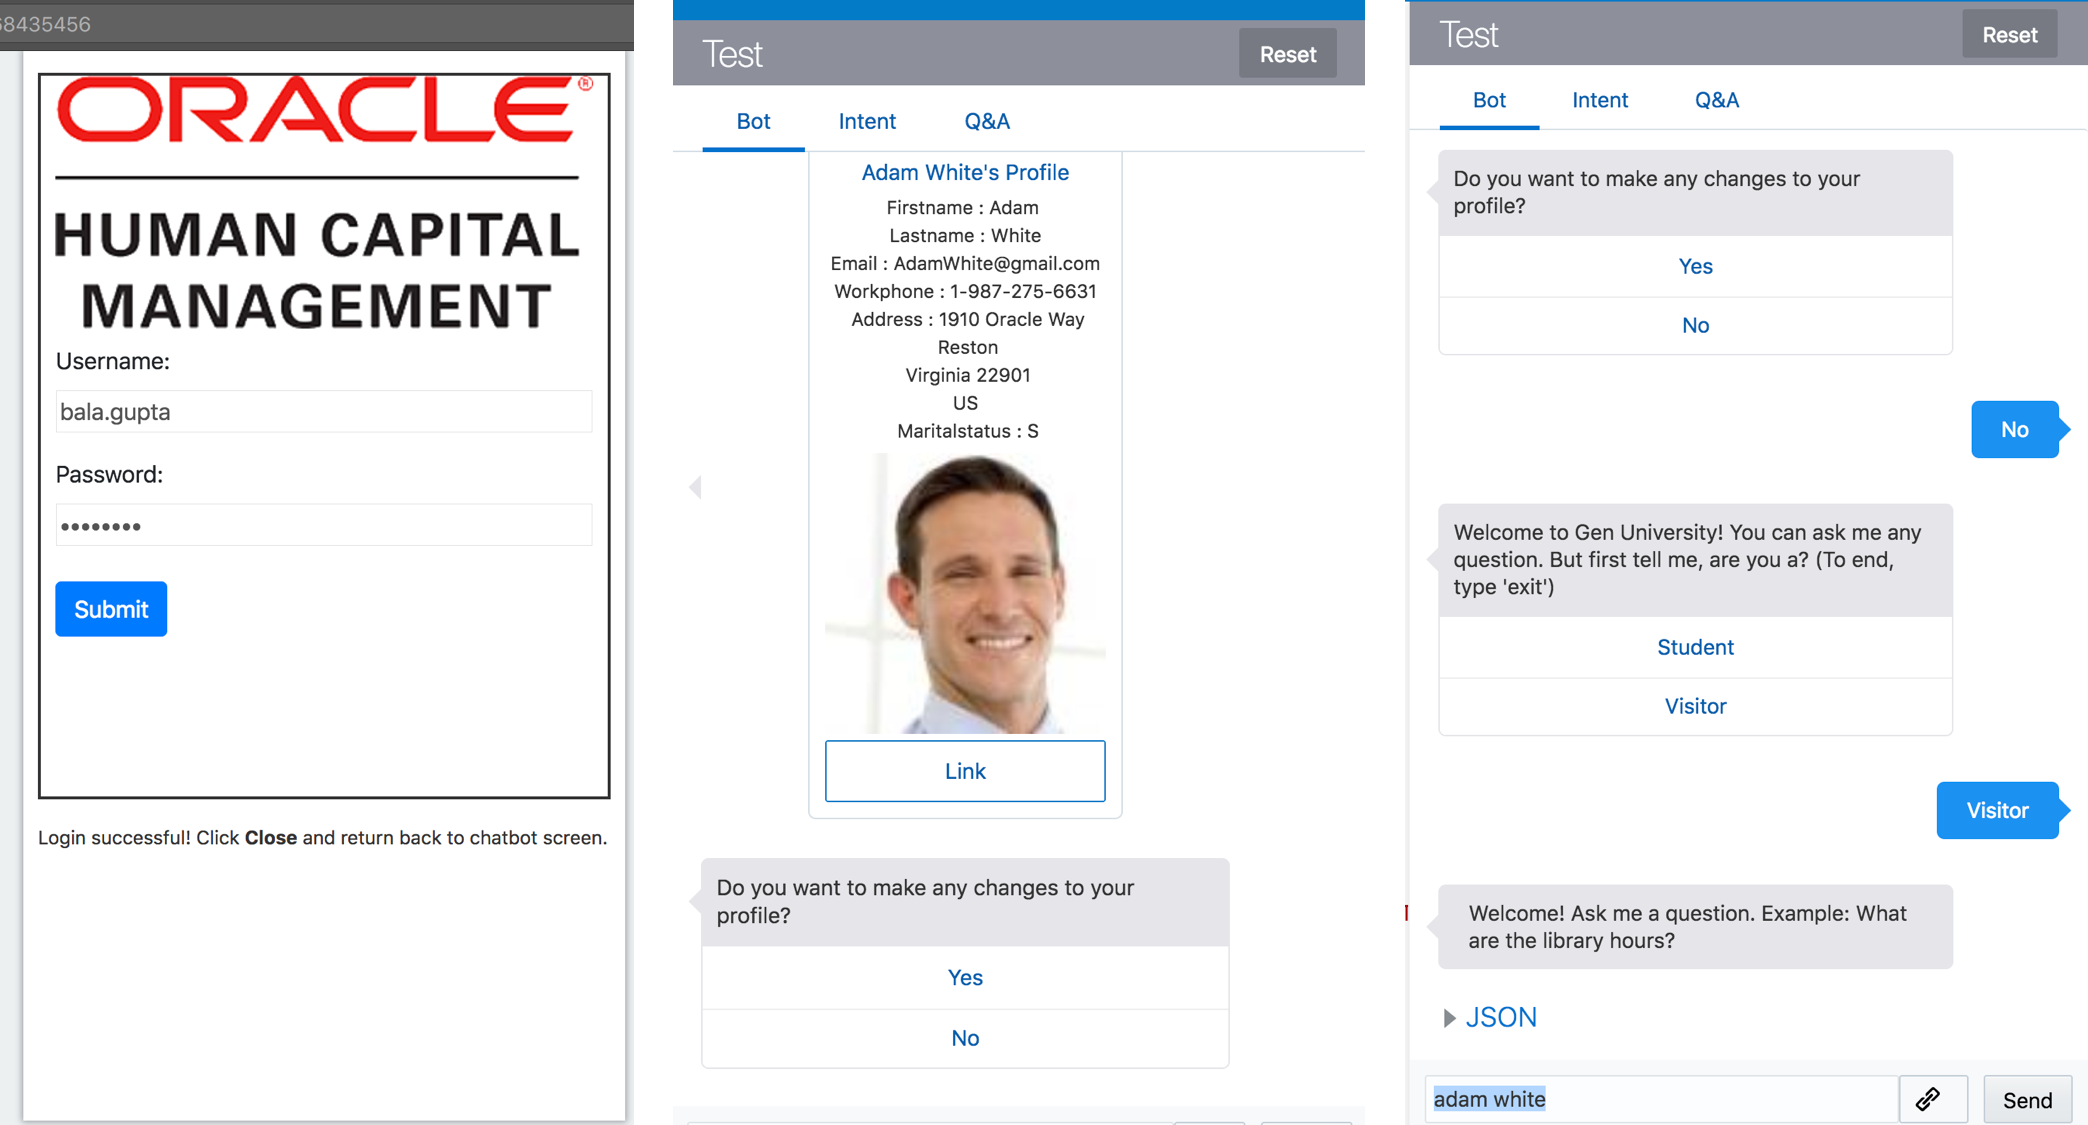 68435456
ORACLE®
HUMAN CAPITAL
MANAGEMENT
Username:
bala.gupta
Password:
••••••••
Submit
Login successful! Click Close and return back to chatbot screen.
Test
Reset
Bot
Intent
Q&A
Adam White's Profile
Firstname : Adam
Lastname : White
Email : AdamWhite@gmail.com
Workphone : 1-987-275-6631
Address : 1910 Oracle Way
Reston
Virginia 22901
US
Maritalstatus : S
Link
Do you want to make any changes to your
profile?
Yes
No
Test
Reset
Bot
Intent
Q&A
Do you want to make any changes to your
profile?
Yes
No
No
Welcome to Gen University! You can ask me any
question. But first tell me, are you a? (To end,
type 'exit')
Student
Visitor
Visitor
Welcome! Ask me a question. Example: What
are the library hours?
JSON
adam white
Send